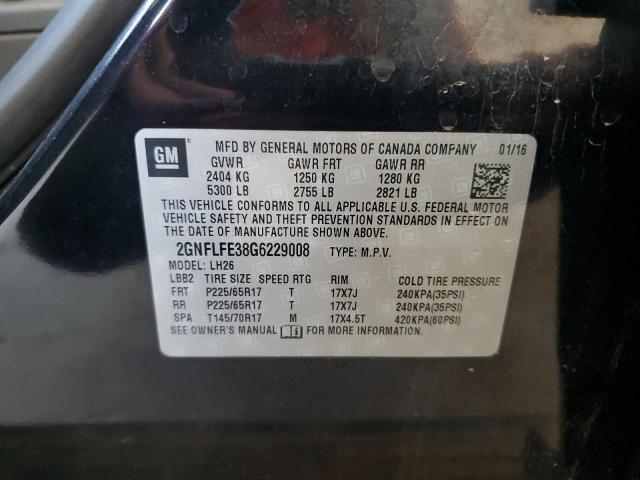 GM ® MFD BY GENERAL MOTORS OF CANADA COMPANY 01/16
GVWR GAWR FRT GAWR RR
2404 KG 1250 KG 1280 KG
5300 LB 2755 LB 2821 LB
THIS VEHICLE CONFORMS TO ALL APPLICABLE U.S. FEDERAL MOTOR
VEHICLE SAFETY AND THEFT PREVENTION STANDARDS IN EFFECT ON
THE DATE OF MANUFACTURE SHOWN ABOVE.
2GNFLFE38G6229008 TYPE: M.P.V.
MODEL: LH26
LBB2 TIRE SIZE SPEED RTG RIM COLD TIRE PRESSURE
FRT P225/65R17 T 17X7J 240KPA(35PSI)
RR P225/65R17 T 17X7J 240KPA(35PSI)
SPA T145/70R17 M 17X4.5T 420KPA(60PSI)
SEE OWNER'S MANUAL FOR MORE INFORMATION.